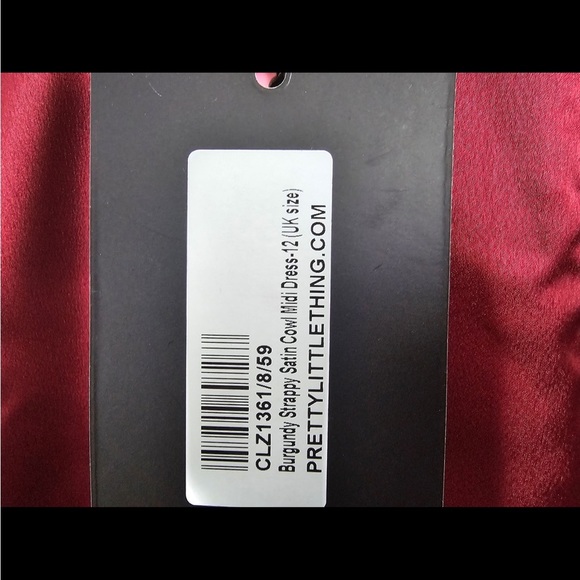 CLZ1361/8/59
Burgundy Strappy Satin Cowl Midi Dress-12 (UK size)
PRETTYLITTLETHING.COM